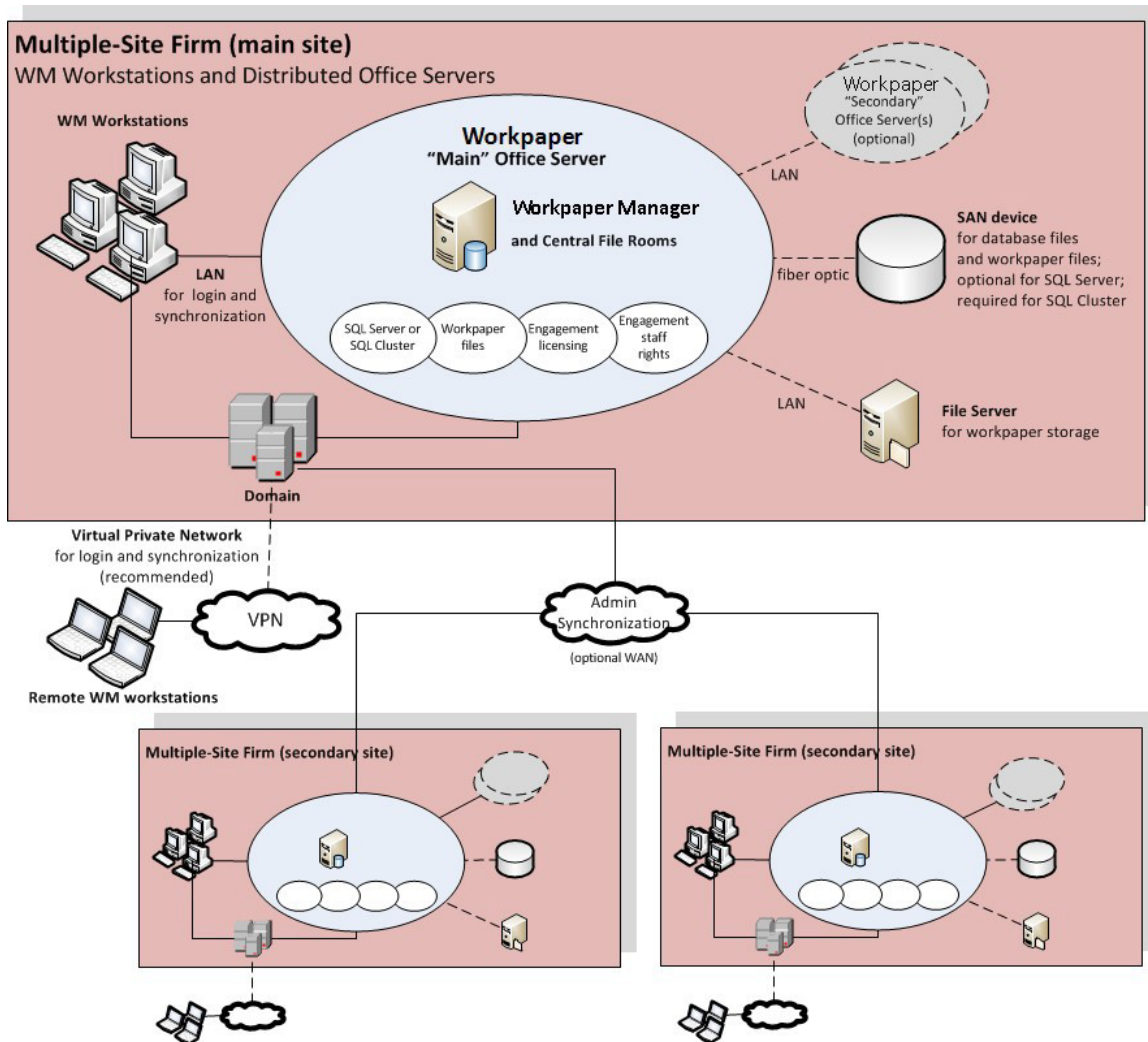 Multiple-Site Firm (main site)
WM Workstations and Distributed Office Servers
WM Workstations
LAN
for login and
synchronization
Workpaper
“Main” Office Server
Workpaper Manager
and Central File Rooms
SQL Server or
SQL Cluster
Workpaper
files
Engagement
licensing
Engagement
staff
rights
Workpaper
“Secondary”
Office Server(s)
(optional)
LAN
SAN device
for database files
and workpaper files;
optional for SQL Server;
required for SQL Cluster
fiber optic
LAN
File Server
for workpaper storage
Domain
Virtual Private Network
for login and synchronization
(recommended)
VPN
Remote WM workstations
Admin
Synchronization
(optional WAN)
Multiple-Site Firm (secondary site)
Multiple-Site Firm (secondary site)